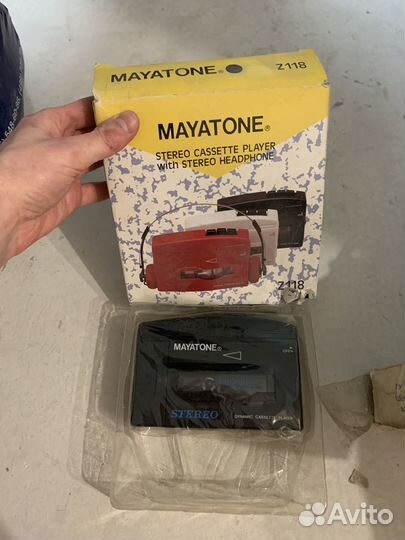 MAYATONE® Z118
MAYATONE®
STEREO CASSETTE PLAYER
with STEREO HEADPHONE
Z118
MAYATONE®
OPEN
STEREO
DYNAMIC CASSETTE PLAYER
Avito